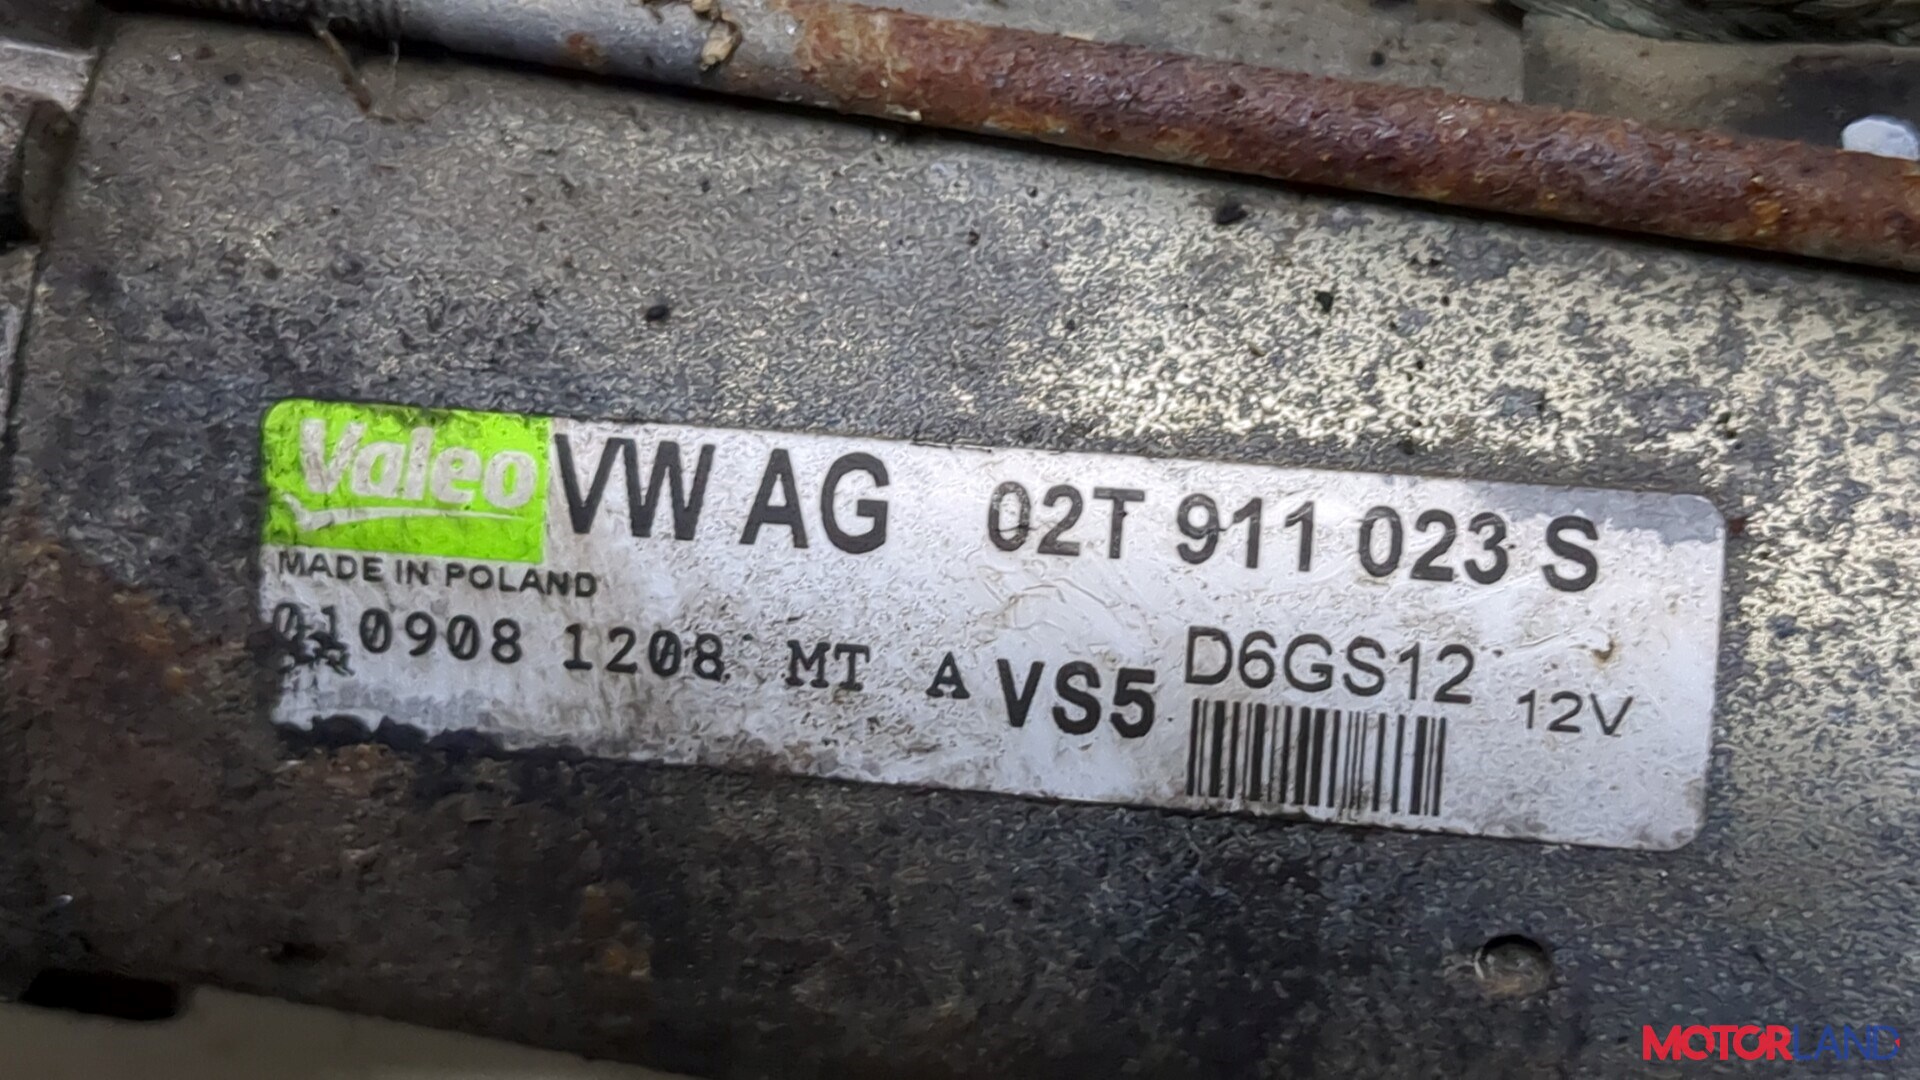 Valeo VW AG 02T 911 023 S
MADE IN POLAND
010908 1208 MT A VS5 D6GS12 12V
MOTORLAND